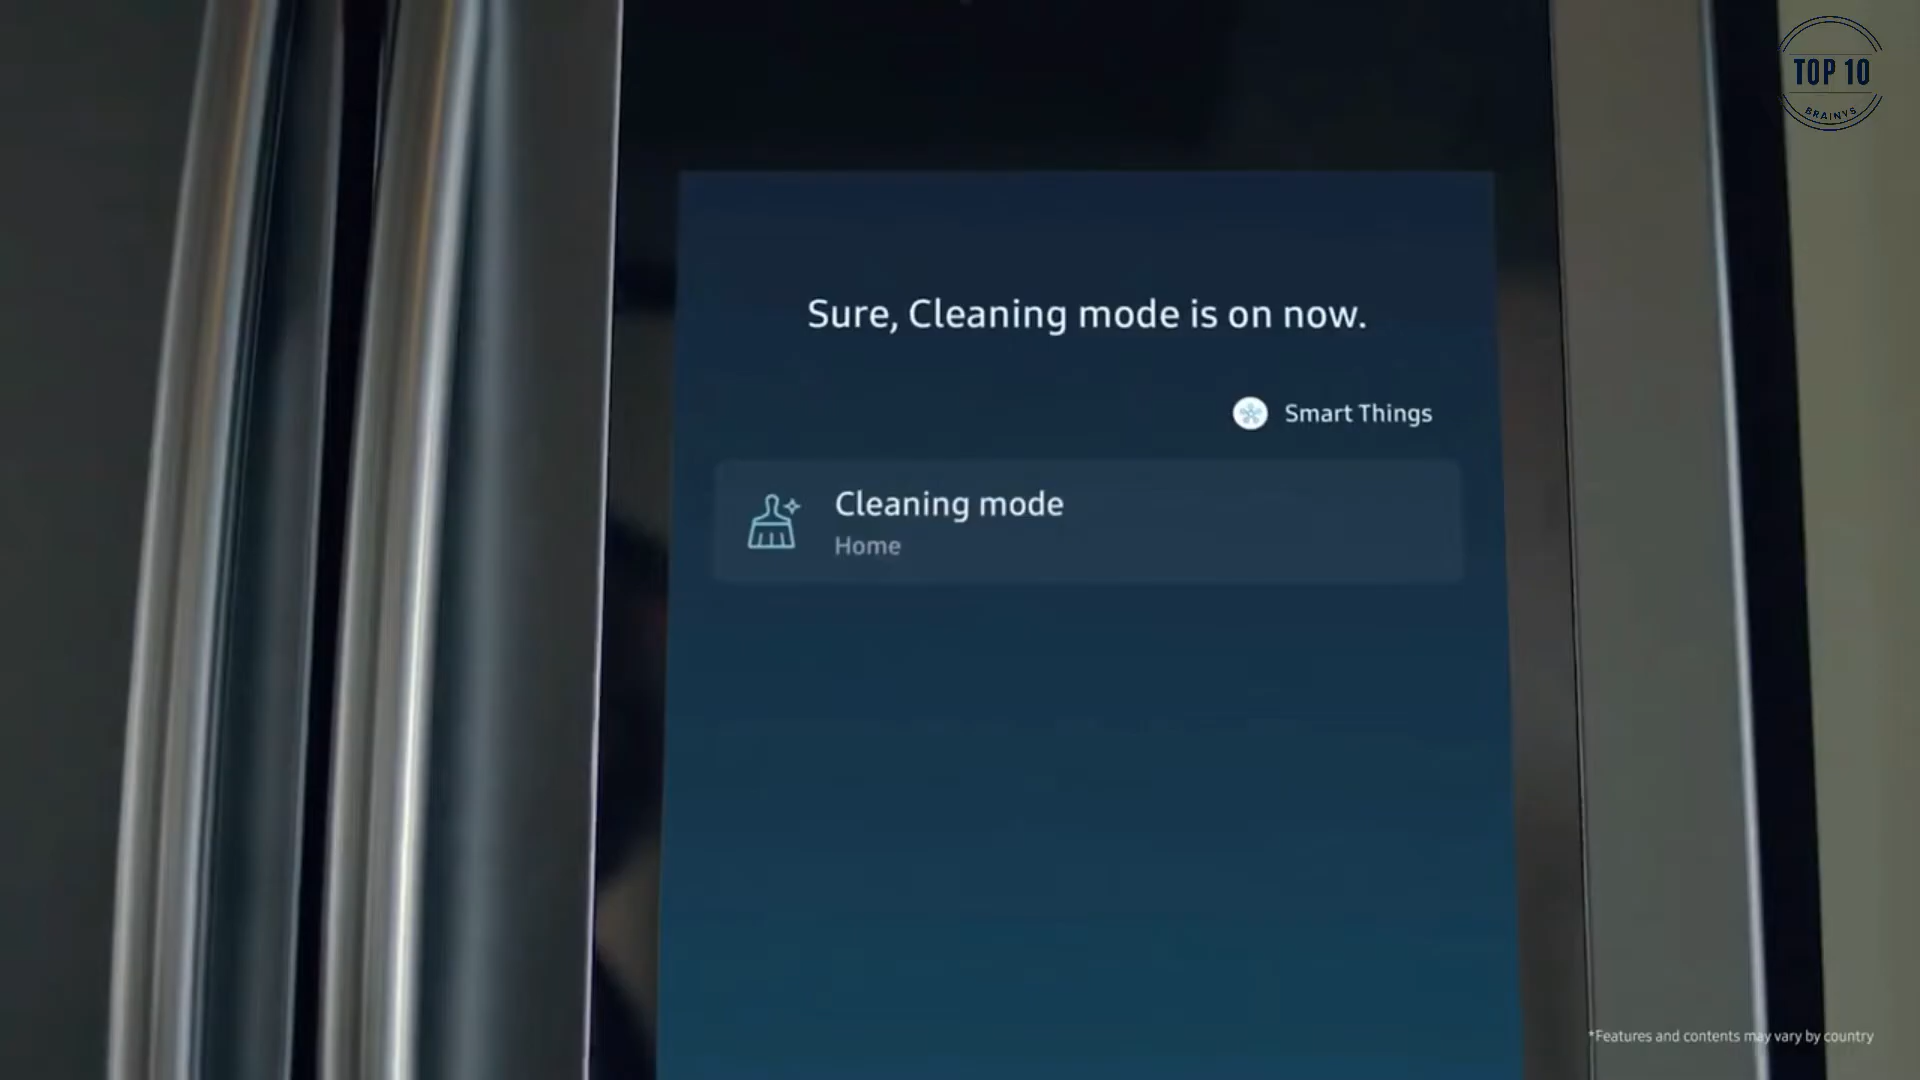 TOP 10
BRAINYS
Sure, Cleaning mode is on now.
Smart Things
Cleaning mode
Home
*Features and contents may vary by country